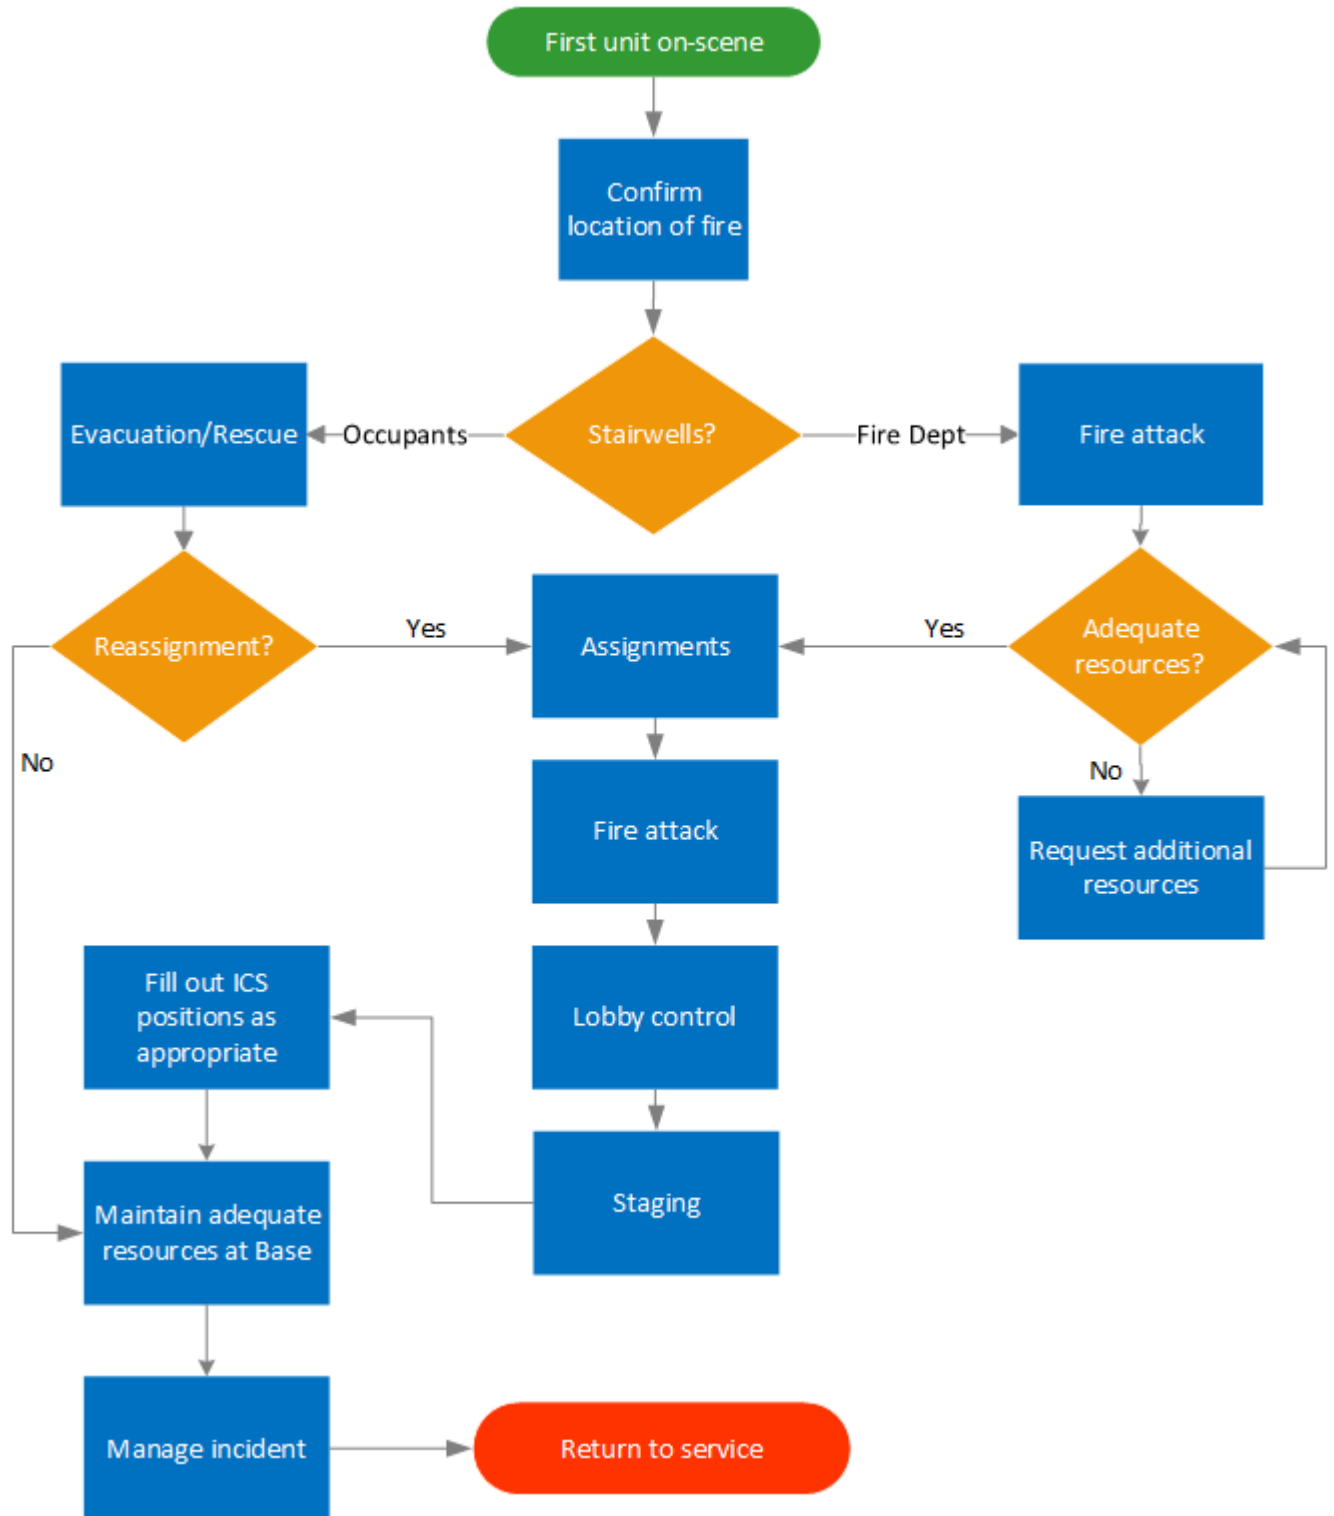 First unit on-scene
Confirm
location of fire
Evacuation/Rescue
Occupants
Stairwells?
Fire Dept
Fire attack
Reassignment?
Yes
Assignments
Yes
Adequate
resources?
No
No
Fire attack
Request additional
resources
Fill out ICS
positions as
appropriate
Lobby control
Maintain adequate
resources at Base
Staging
Manage incident
Return to service